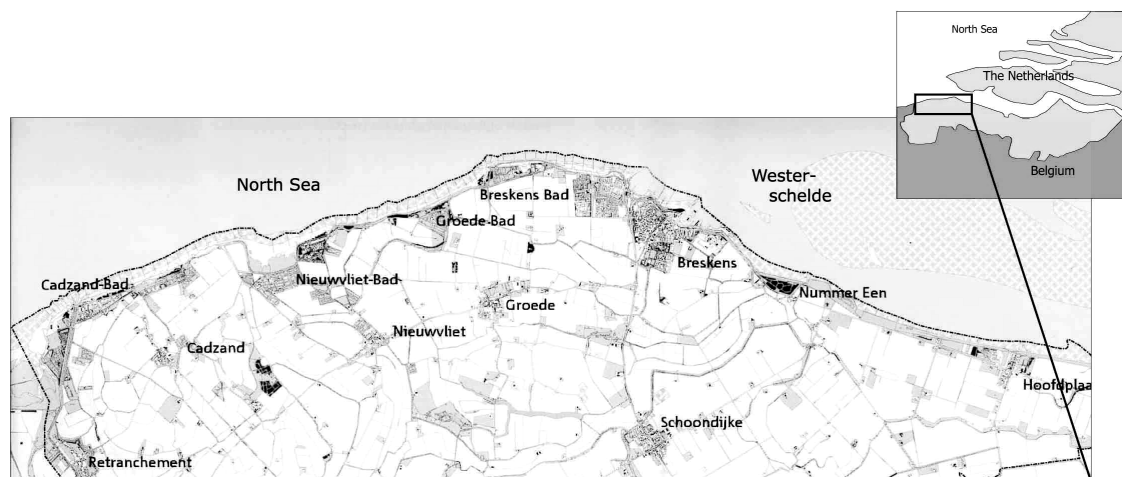 North Sea
The Netherlands
Belgium
North Sea
Wester-
schelde
Breskens Bad
Groede-Bad
Breskens
Cadzand-Bad
Nieuwvliet-Bad
Nummer Een
Groede
Nieuwvliet
Cadzand
Hoofdplaa
Schoondijke
Retranchement